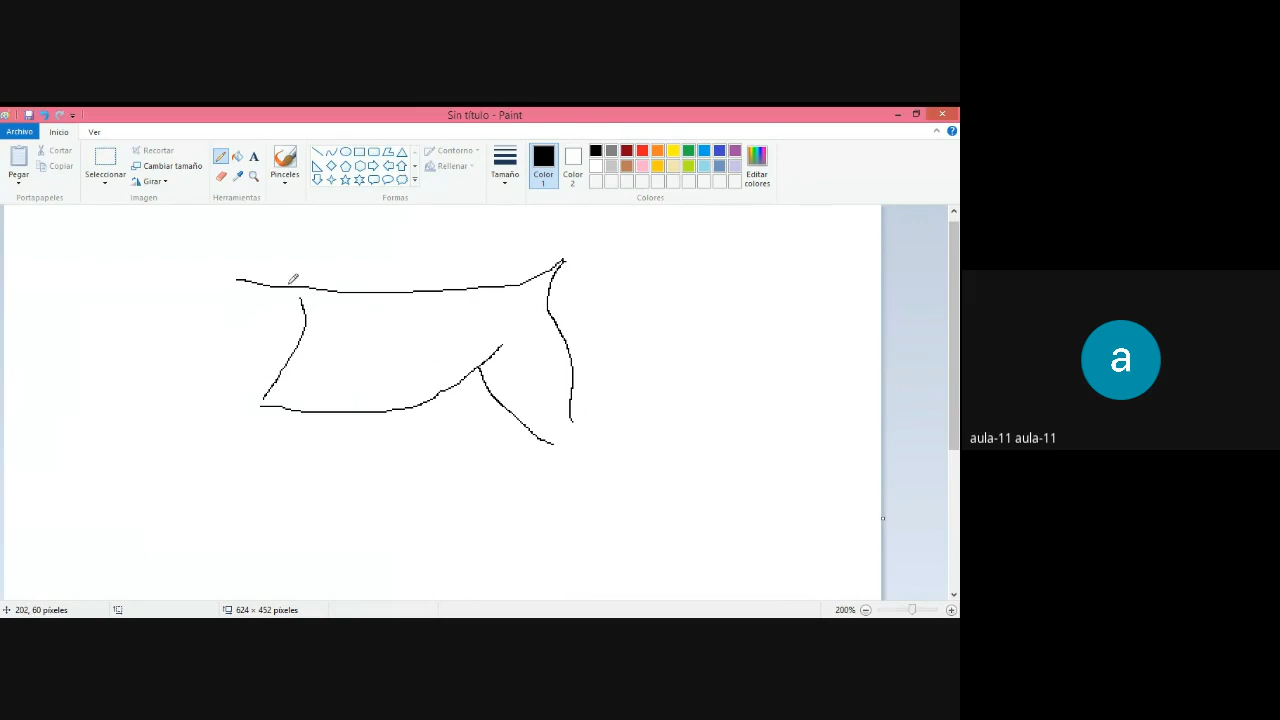 Sin título - Paint
Archivo Inicio Ver
Pegar
Cortar
Copiar
Portapapeles
Seleccionar
Recortar
Cambiar tamaño
Girar
Imagen
A
Herramientas
Pinceles
Contorno
Rellenar
Formas
Tamaño
Color
1
Color
2
Editar
colores
Colores
a
aula-11 aula-11
202, 60 píxeles
624 × 452 píxeles
200%